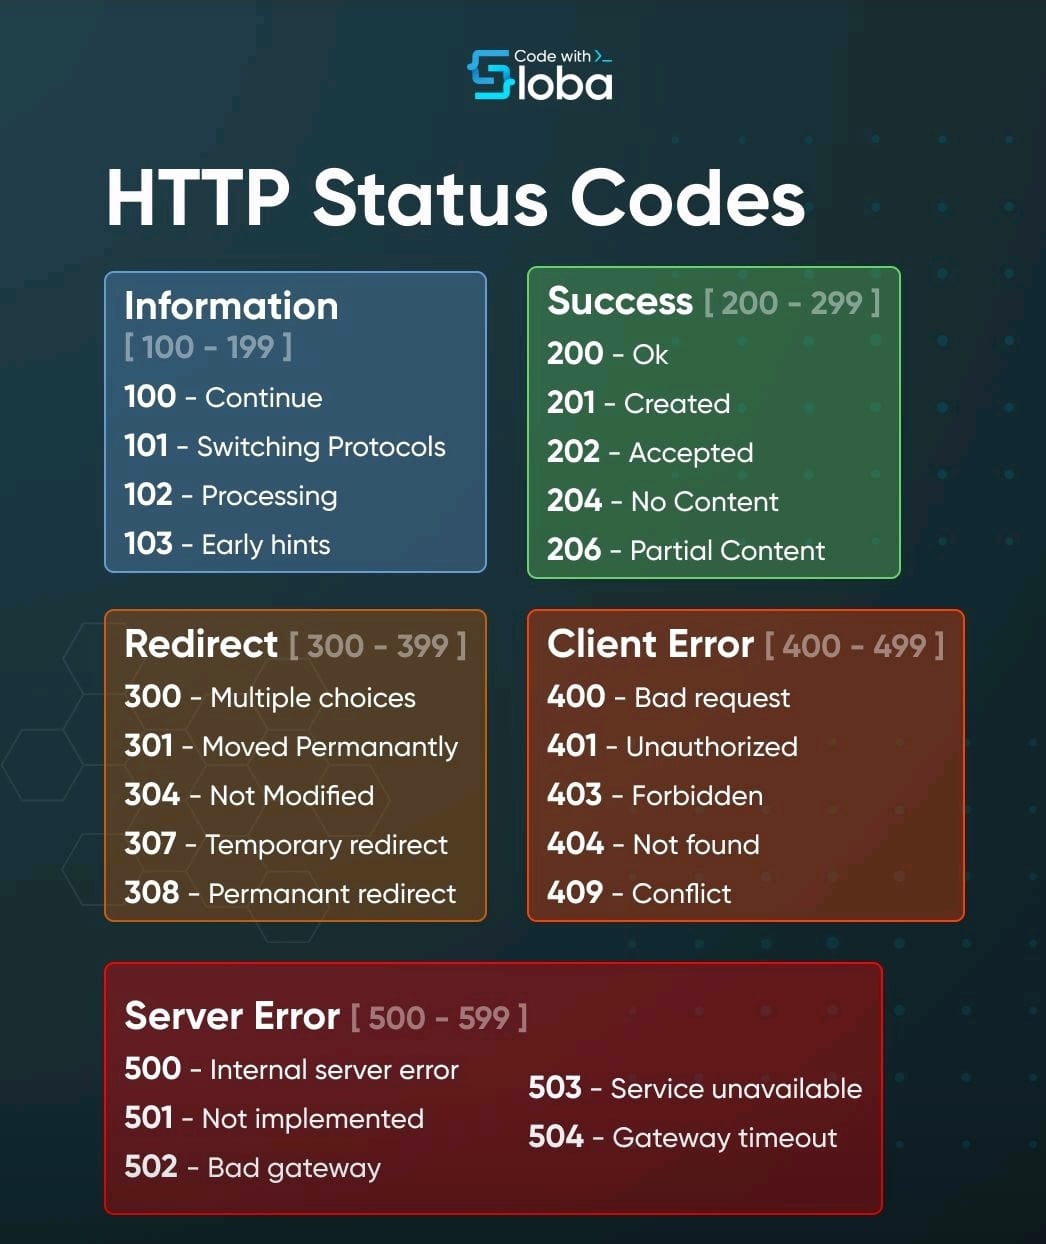 Code with >_
Sloba
HTTP Status Codes
Information
[ 100 - 199 ]
100 - Continue
101 - Switching Protocols
102 - Processing
103 - Early hints
Success [ 200 - 299 ]
200 - Ok
201 - Created
202 - Accepted
204 - No Content
206 - Partial Content
Redirect [ 300 - 399 ]
300 - Multiple choices
301 - Moved Permanantly
304 - Not Modified
307 - Temporary redirect
308 - Permanant redirect
Client Error [ 400 - 499 ]
400 - Bad request
401 - Unauthorized
403 - Forbidden
404 - Not found
409 - Conflict
Server Error [ 500 - 599 ]
500 - Internal server error
501 - Not implemented
502 - Bad gateway
503 - Service unavailable
504 - Gateway timeout